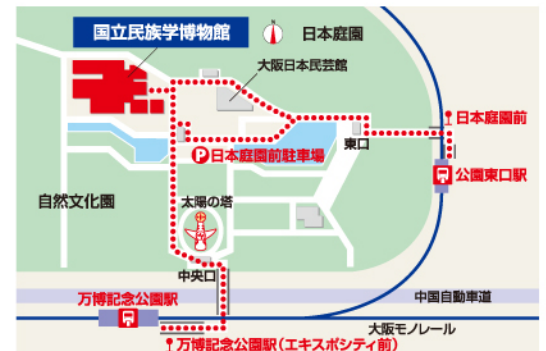 国立民族学博物館
日本庭園
大阪日本民芸館
日本庭園前
東口
P日本庭園前駐車場
公園東口駅
自然文化園
太陽の塔
中央口
万博記念公園駅
中国自動車道
大阪モノレール
万博記念公園駅(エキスポシティ前)